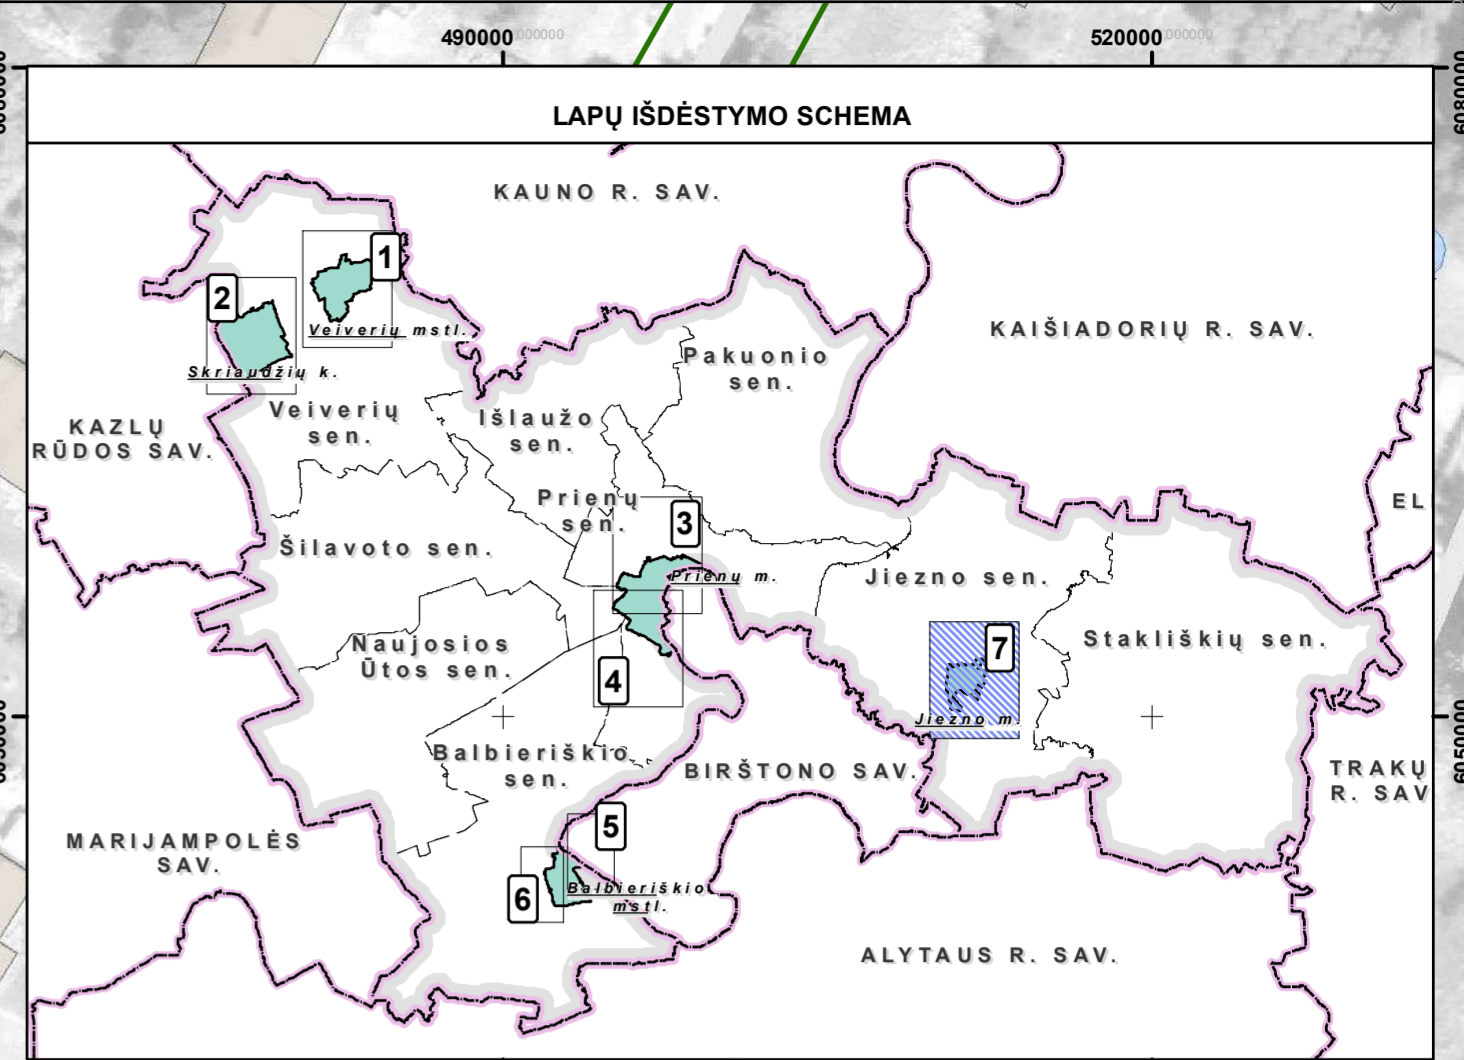 490000
520000
6080000
LAPŲ IŠDĖSTYMO SCHEMA
KAUNO R. SAV.
1
2
Veiverių mstl.
KAIŠIADORIŲ R. SAV.
Pakuonio
sen.
Skriaudžių k.
Veiverių
sen.
Išlaužo
sen.
KAZLŲ
RŪDOS SAV.
Prienų
sen.
EL
3
Šilavoto sen.
Prienų m.
Jiezno sen.
Naujosios
Ūtos sen.
7
Stakliškių sen.
4
Jiezno m.
6050000
Balbieriškio
sen.
BIRŠTONO SAV.
TRAKŲ
R. SAV
MARIJAMPOLĖS
SAV.
5
6
Balbieriškio
mstl.
ALYTAUS R. SAV.